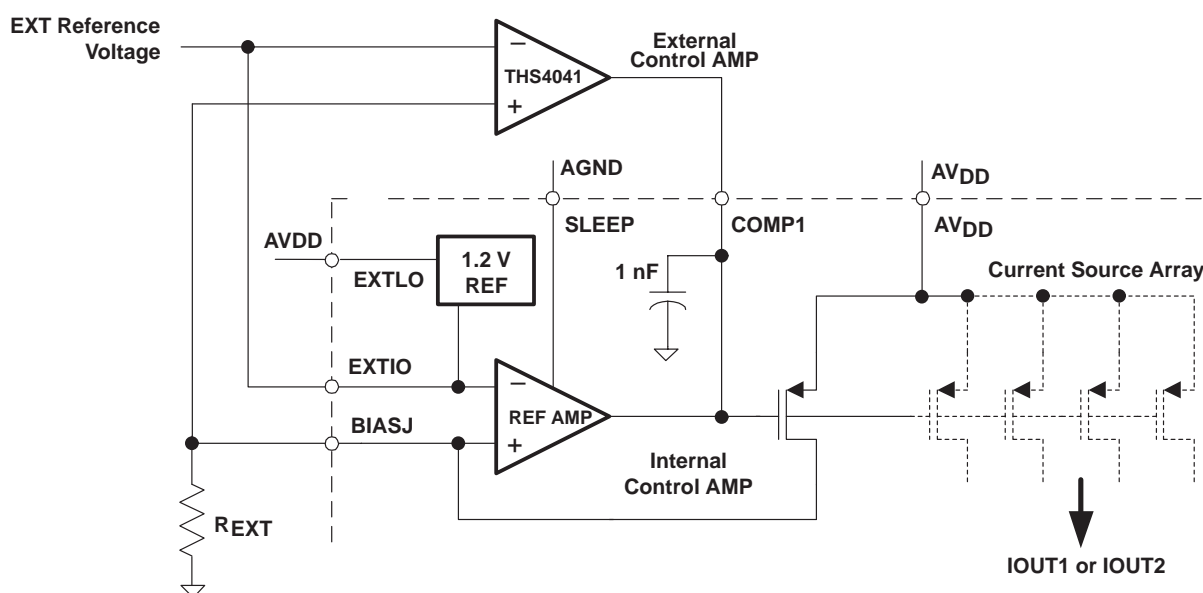 EXT Reference
Voltage
−
THS4041
+
External
Control AMP
AGND
AVDD
SLEEP
COMP1
AVDD
AVDD
EXTLO
1.2 V
REF
1 nF
Current Source Array
EXTIO
−
REF AMP
+
BIASJ
Internal
Control AMP
REXT
IOUT1 or IOUT2